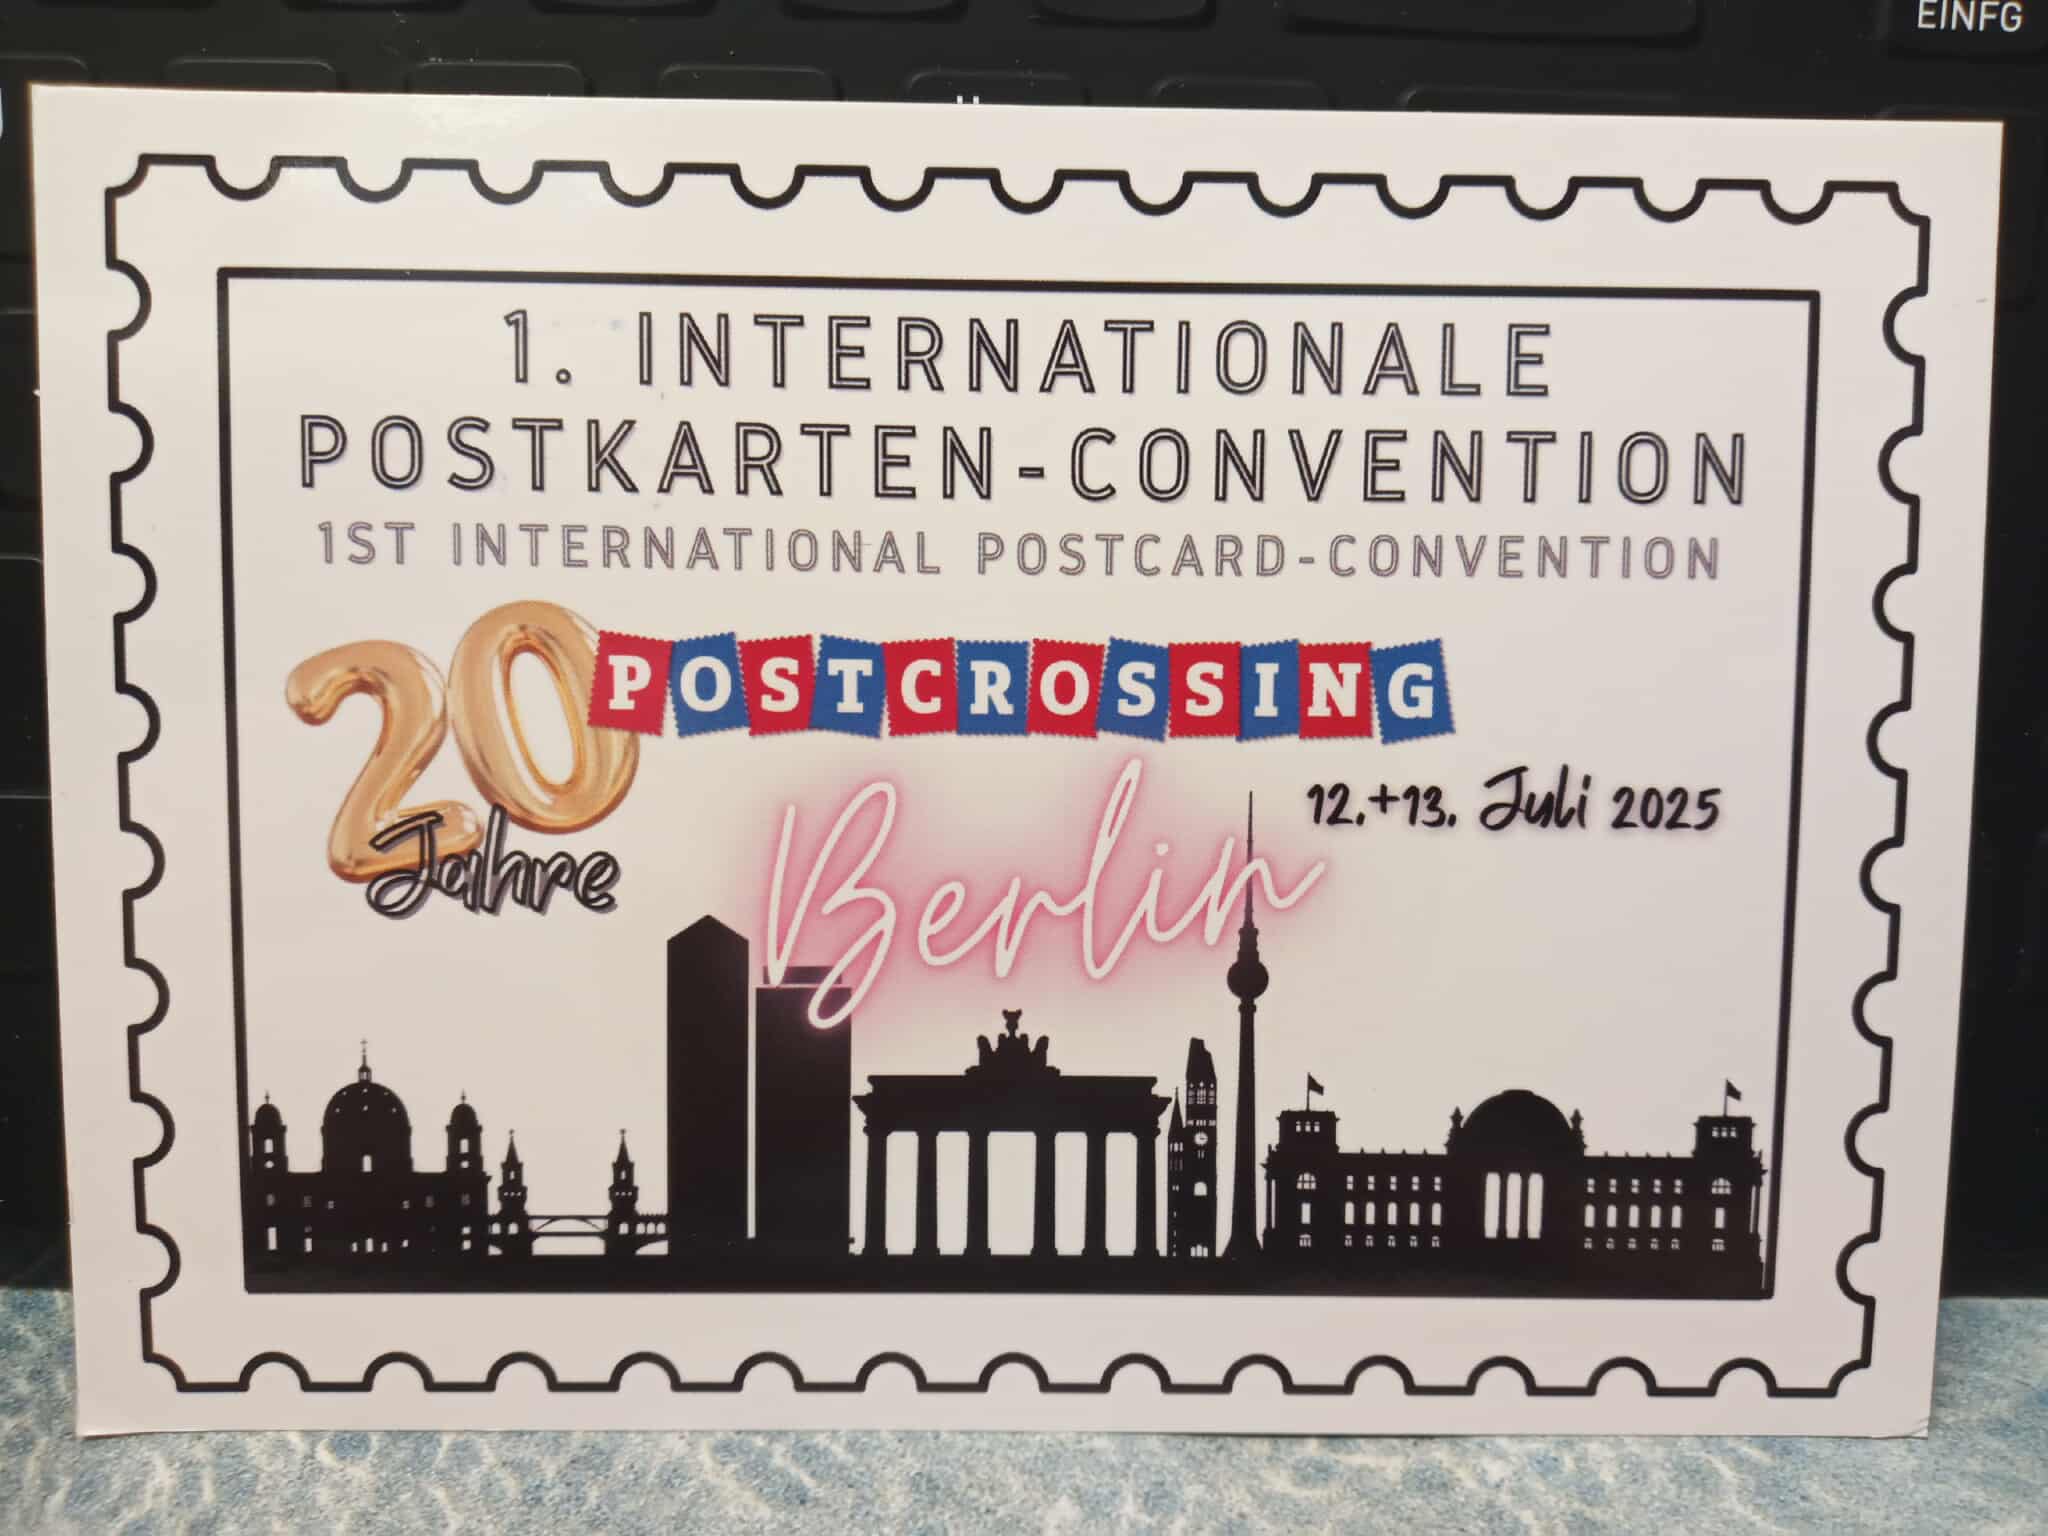 EINFG
1. INTERNATIONALE
POSTKARTEN-CONVENTION
1ST INTERNATIONAL POSTCARD-CONVENTION
20 POSTCROSSING
Jahre
Berlin
12.+13. Juli 2025